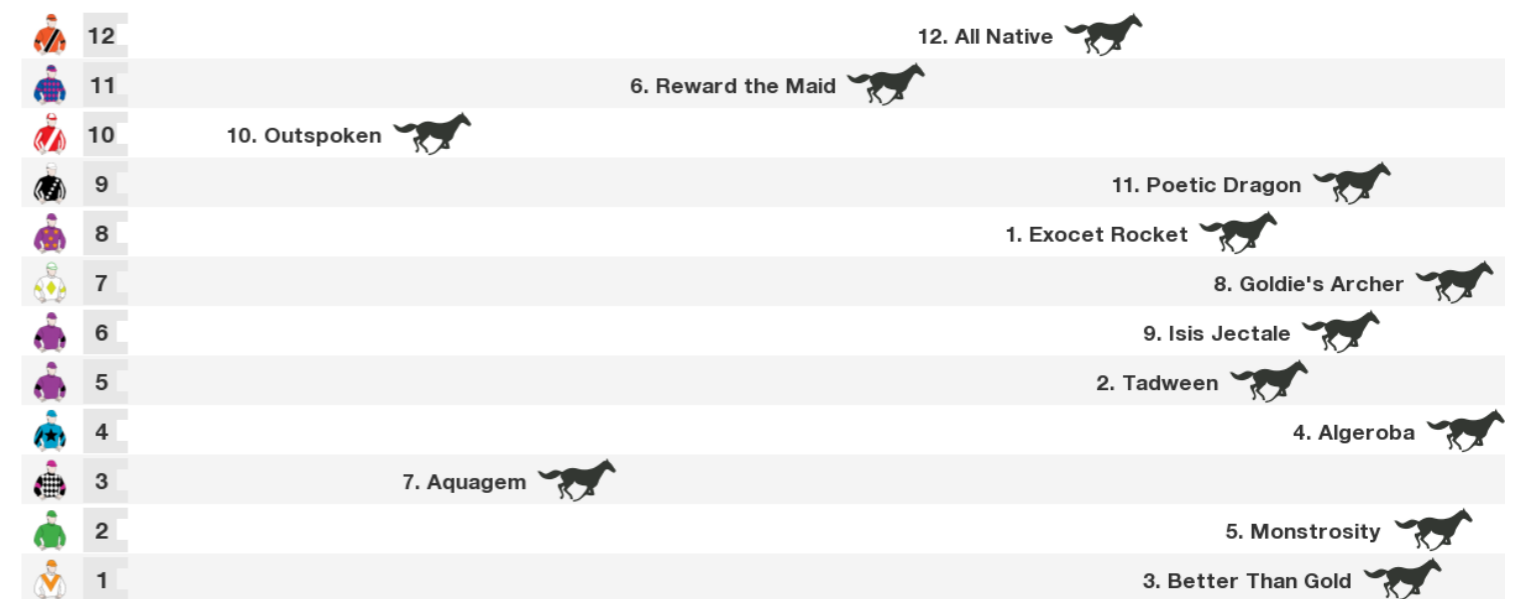 12 12. All Native
11 6. Reward the Maid
10 10. Outspoken
9 11. Poetic Dragon
8 1. Exocet Rocket
7 8. Goldie's Archer
6 9. Isis Jectale
5 2. Tadween
4 4. Algeroba
3 7. Aquagem
2 5. Monstrosity
1 3. Better Than Gold